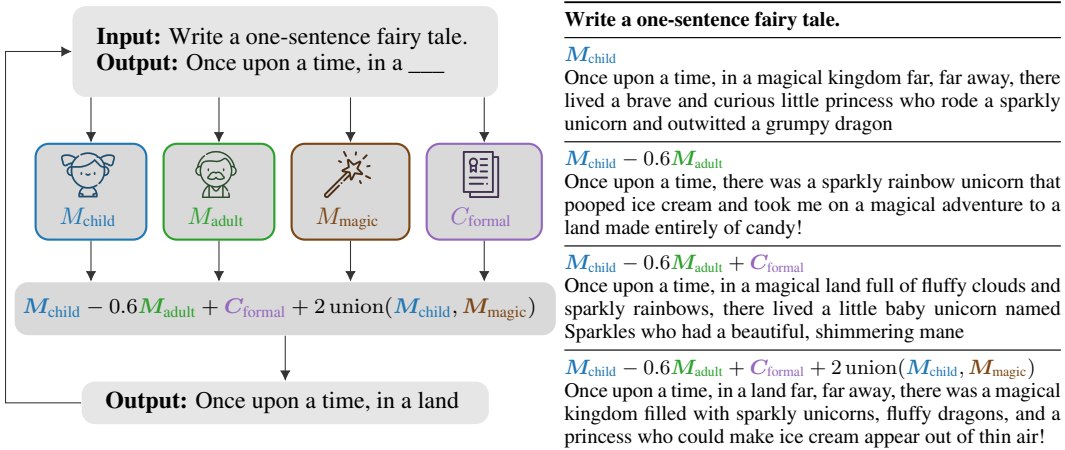 Input: Write a one-sentence fairy tale.
Output: Once upon a time, in a ___
M_child
M_adult
M_magic
C_formal
M_child − 0.6M_adult + C_formal + 2 union(M_child, M_magic)
Output: Once upon a time, in a land
Write a one-sentence fairy tale.
M_child
Once upon a time, in a magical kingdom far, far away, there
lived a brave and curious little princess who rode a sparkly
unicorn and outwitted a grumpy dragon
M_child − 0.6M_adult
Once upon a time, there was a sparkly rainbow unicorn that
pooped ice cream and took me on a magical adventure to a
land made entirely of candy!
M_child − 0.6M_adult + C_formal
Once upon a time, in a magical land full of fluffy clouds and
sparkly rainbows, there lived a little baby unicorn named
Sparkles who had a beautiful, shimmering mane
M_child − 0.6M_adult + C_formal + 2 union(M_child, M_magic)
Once upon a time, in a land far, far away, there was a magical
kingdom filled with sparkly unicorns, fluffy dragons, and a
princess who could make ice cream appear out of thin air!